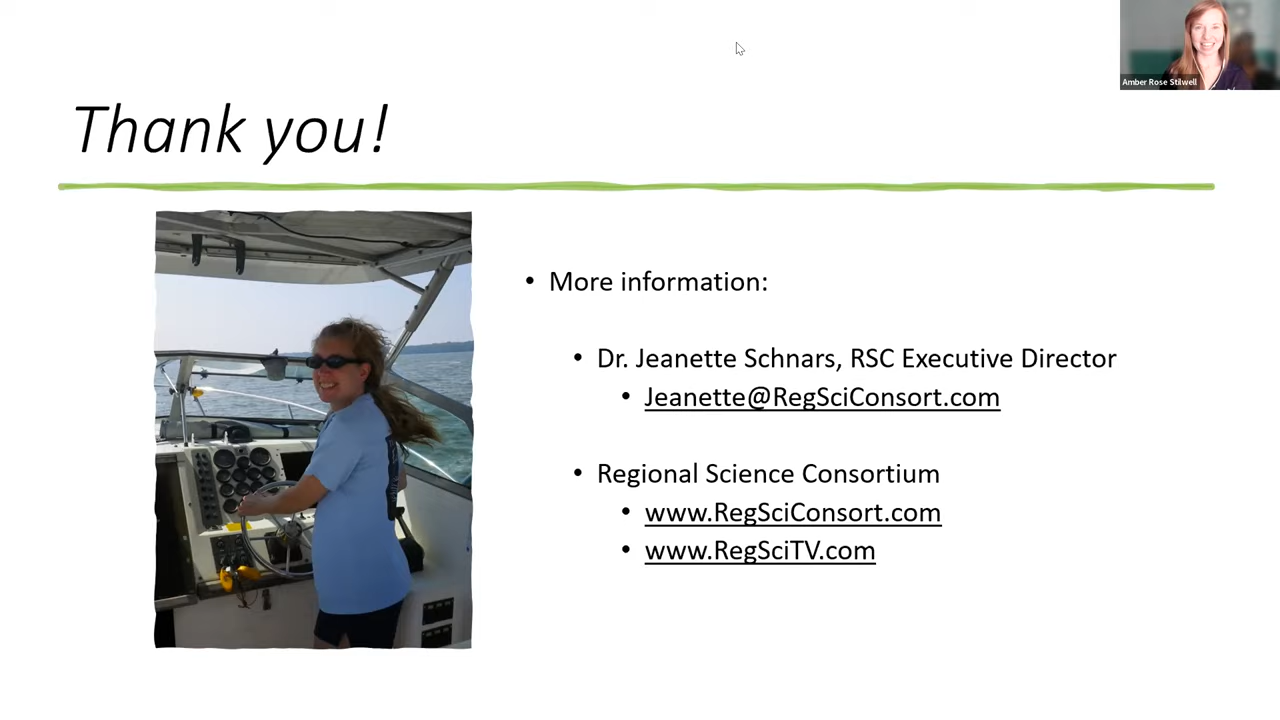 Amber Rose Stilwell
Thank you!
• More information:
• Dr. Jeanette Schnars, RSC Executive Director
• Jeanette@RegSciConsort.com
• Regional Science Consortium
• www.RegSciConsort.com
• www.RegSciTV.com